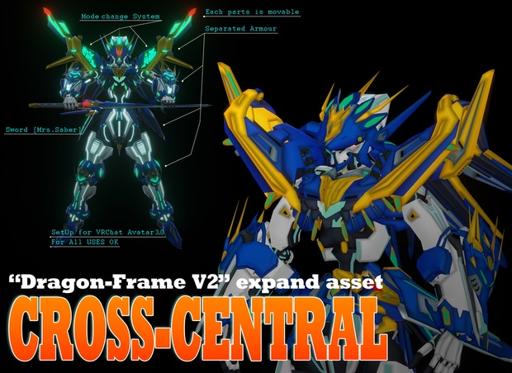 Mode change System
Each parts is movable
Separated Armour
Sword [Mrs.Saber]
SetUp for VRChat Avatar3.0
For All USES OK
“Dragon-Frame V2” expand asset
CROSS-CENTRAL